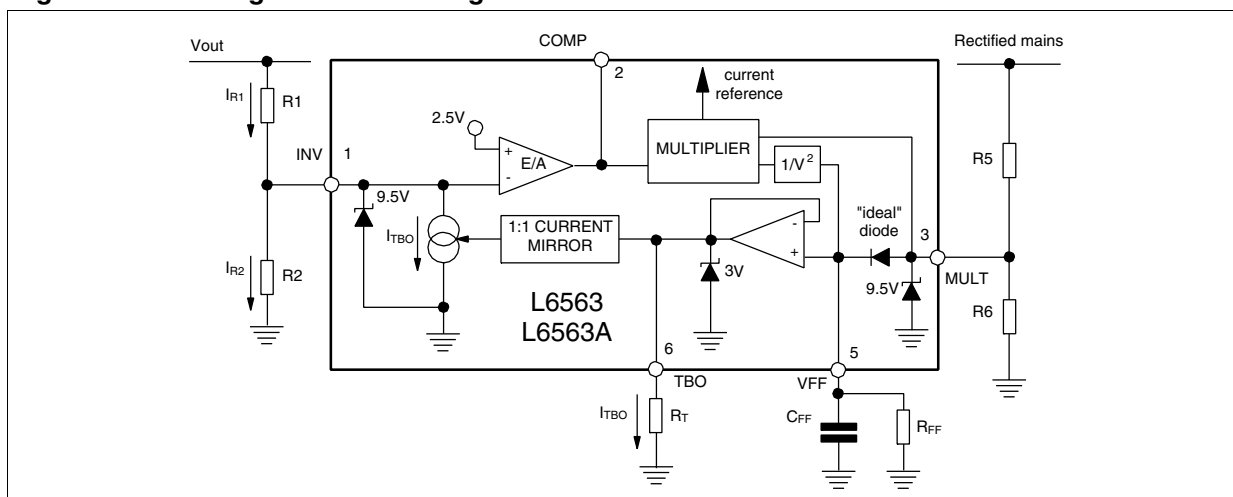 COMP
Vout
Rectified mains
2
current
reference
IR1
R1
2.5V
+
E/A
-
MULTIPLIER
1/V2
R5
INV
1
9.5V
"ideal"
diode
3
ITBO
1:1 CURRENT
MIRROR
-
+
IR2
R2
3V
9.5V
MULT
L6563
L6563A
R6
6
5
TBO
VFF
ITBO
RT
CFF
RFF